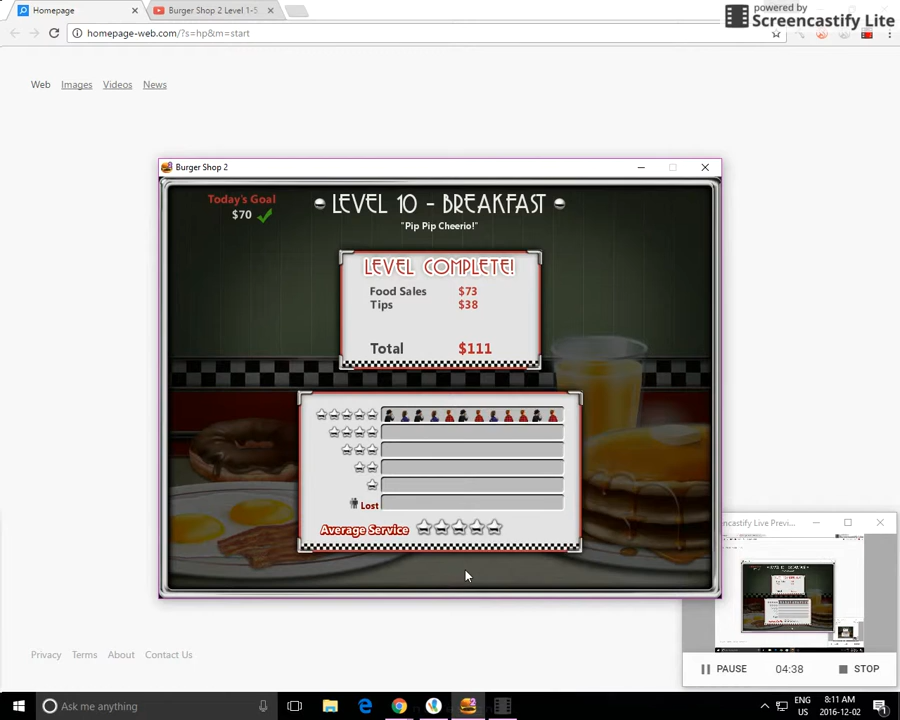 Homepage
Burger Shop 2 Level 1-5
powered by
Screencastify Lite
homepage-web.com/?s=hp&m=start
Web Images Videos News
Burger Shop 2
Today's Goal
$70
LEVEL 10 - BREAKFAST
"Pip Pip Cheerio!"
LEVEL COMPLETE!
Food Sales $73
Tips $38
Total $111
Lost
Average Service
encastify Live Previ...
Privacy Terms About Contact Us
PAUSE 04:38 STOP
Ask me anything
ENG 8:11 AM
US 2016-12-02
1